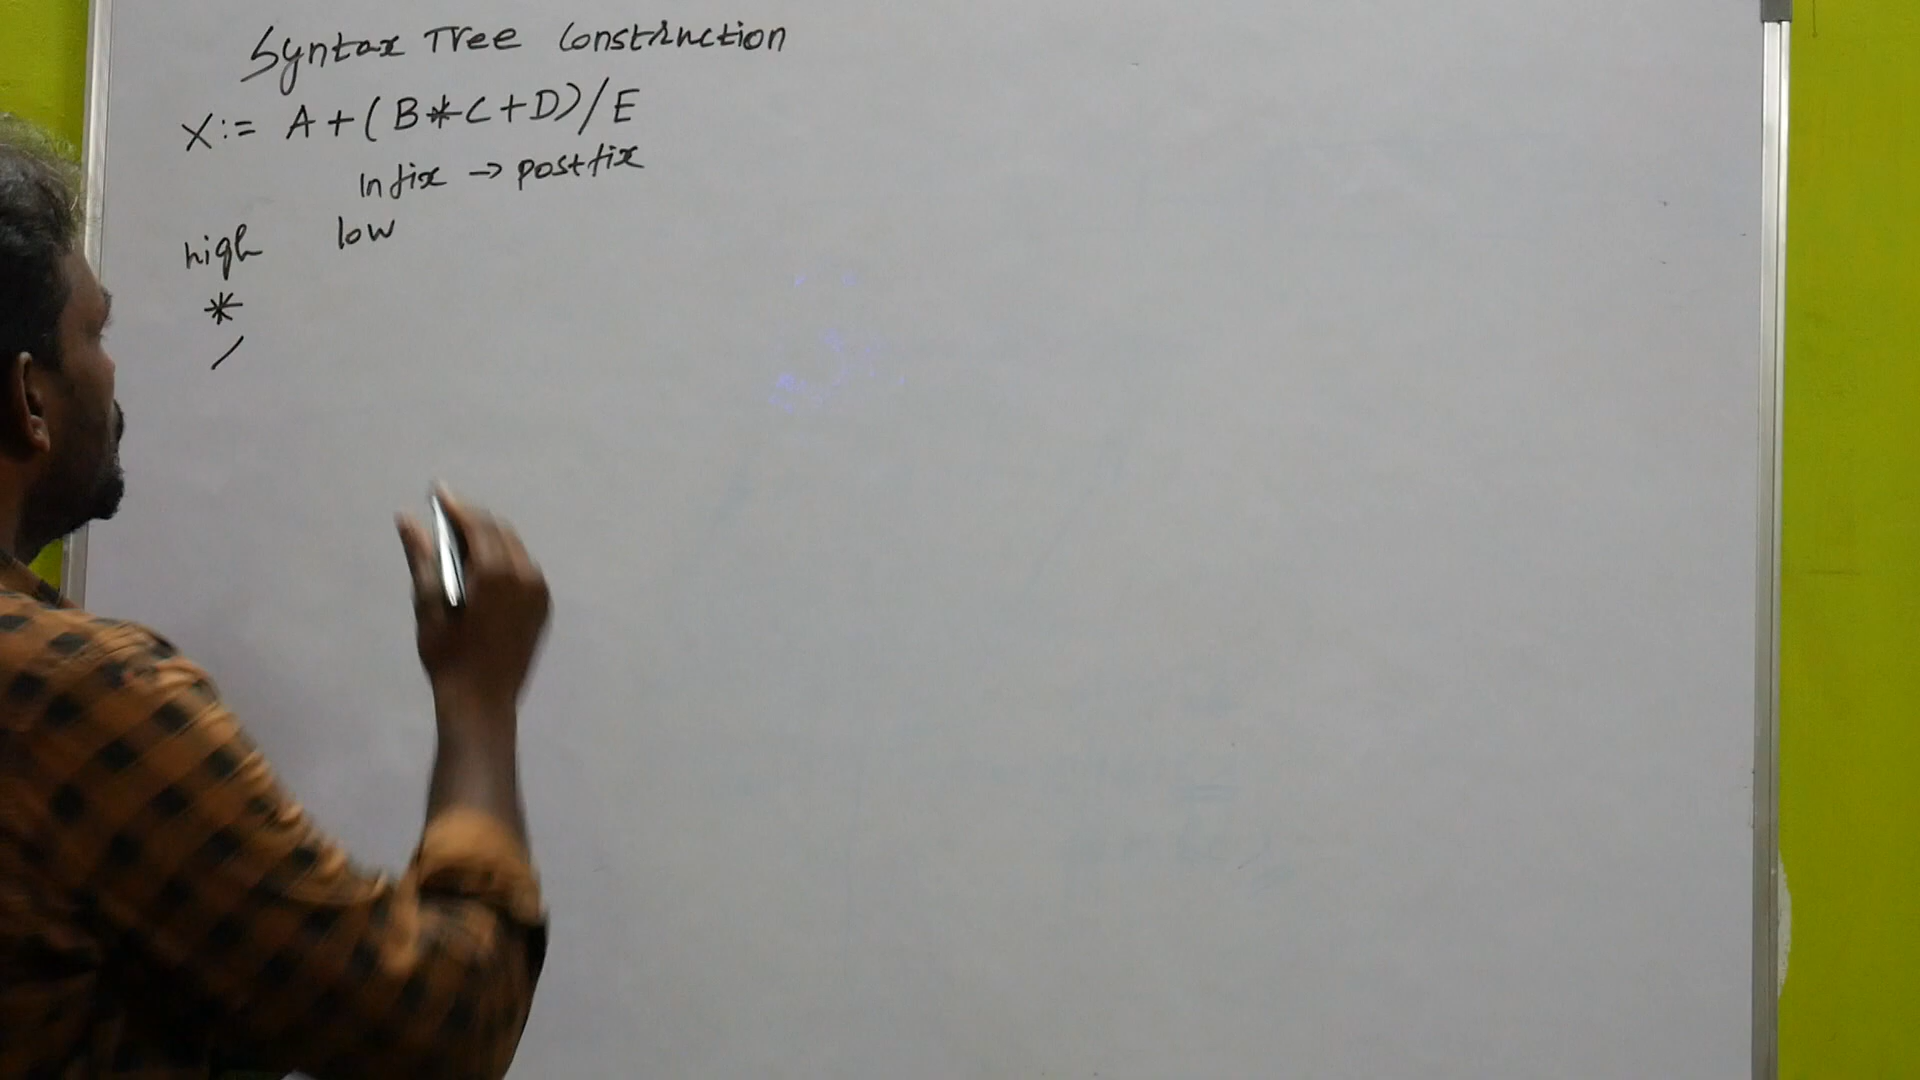 Syntax Tree Construction
X:= A+(B*C+D)/E
Infix → postfix
high low
*
/